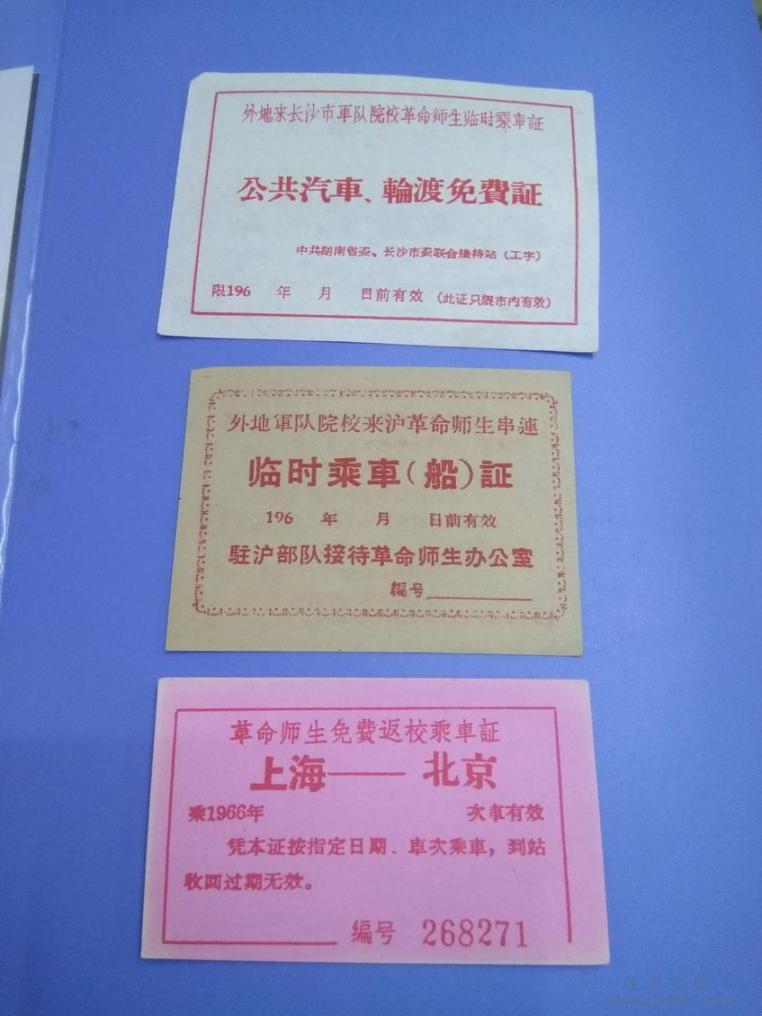 外地来长沙市軍队院校革命师生临时乘車証
公共汽車、輪渡免費証
中共湖南省委、长沙市委联合接待站（工字）
限196 年 月 日前有效（此证只限市内有效）
外地軍队院校来沪革命师生串連
临时乘車(船)証
196 年 月 日前有效
駐沪部队接待革命师生办公室
編号
革命师生免費返校乘車証
上海——北京
乘1966年 次車有效
凭本证按指定日期、車次乘車，到站
收回过期无效。
編号 268271